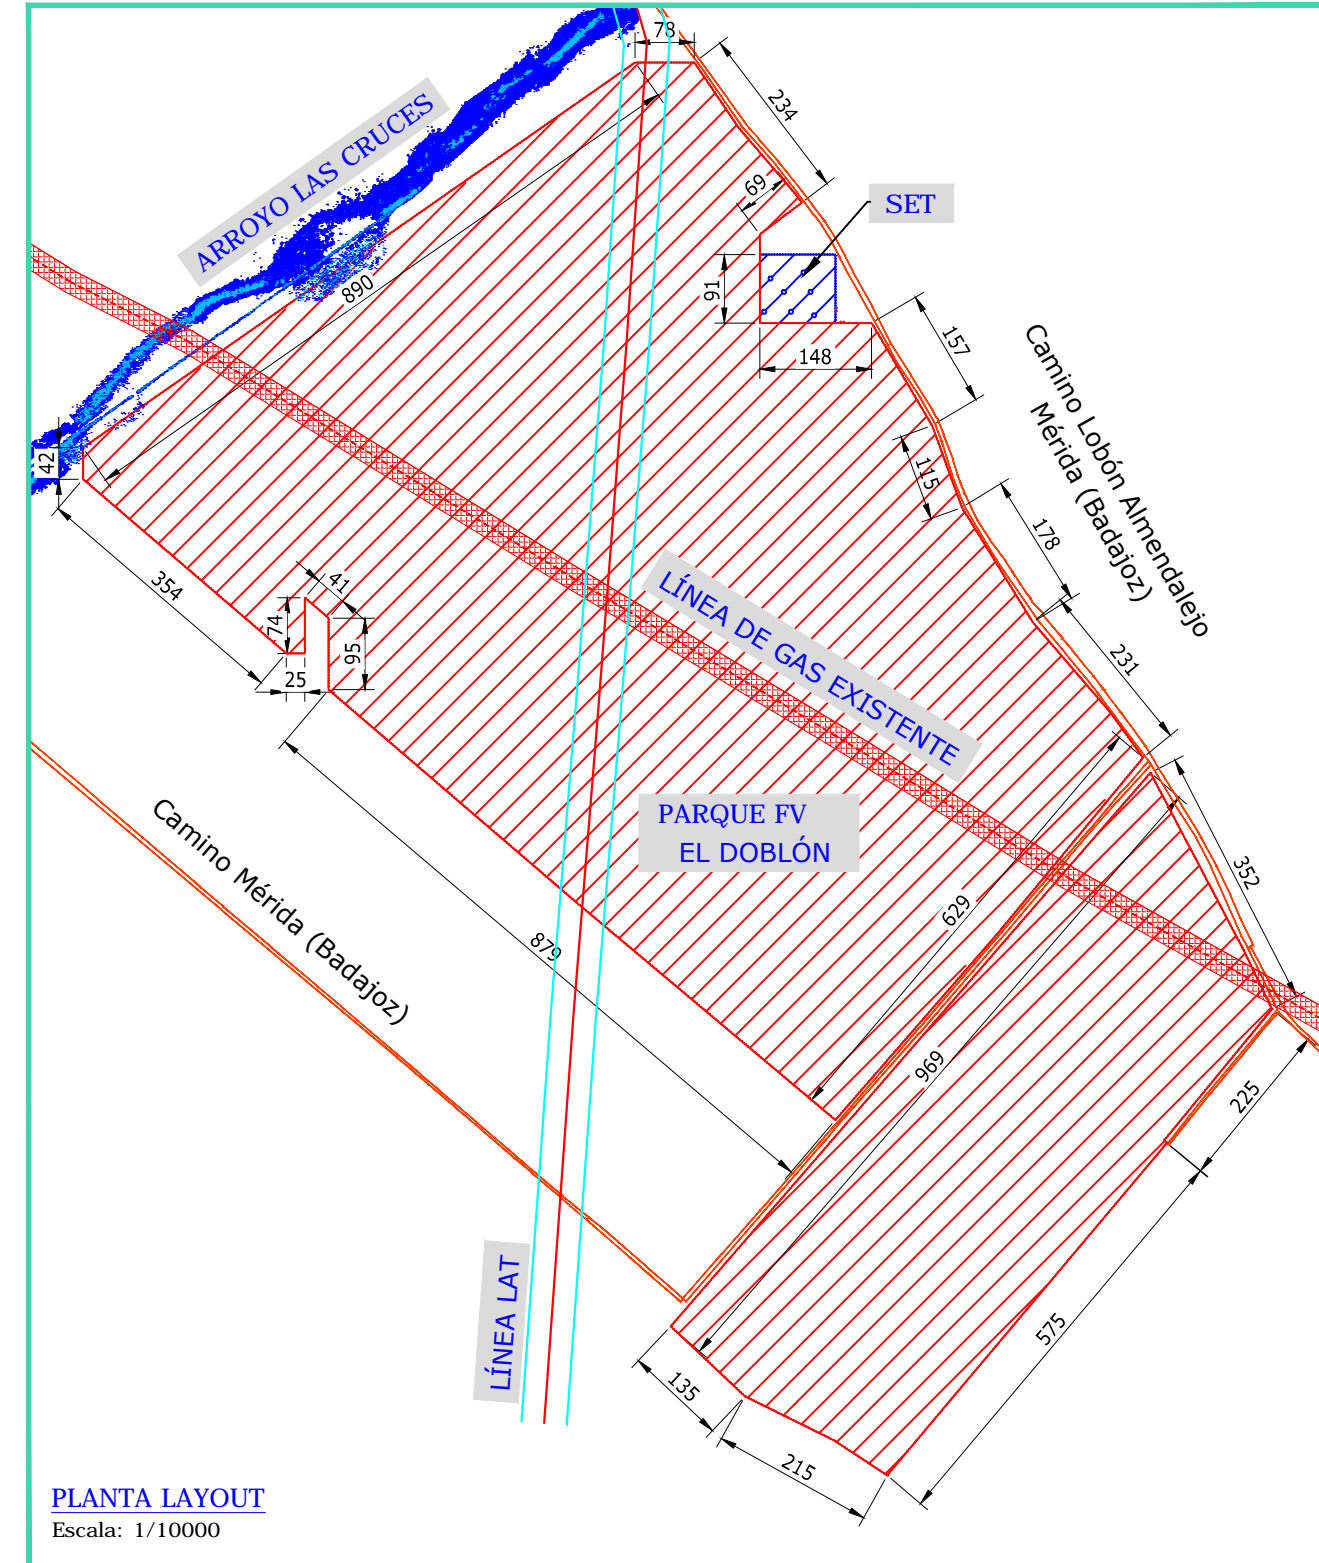 78
234
ARROYO LAS CRUCES
69
SET
890
91
157
148
Camino Lobón Almendalejo
Mérida (Badajoz)
42
115
178
354
41
74
95
25
LÍNEA DE GAS EXISTENTE
231
PARQUE FV
EL DOBLÓN
Camino Mérida (Badajoz)
352
629
879
969
225
LÍNEA LAT
575
135
215
PLANTA LAYOUT
Escala: 1/10000